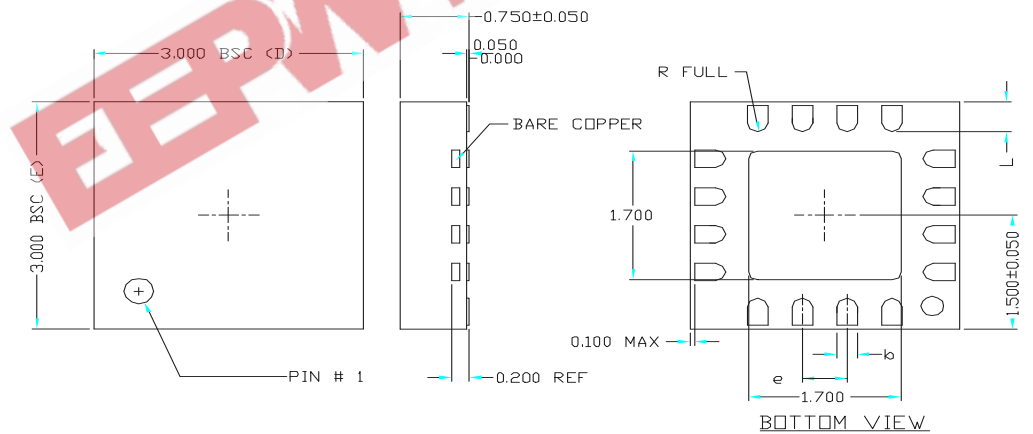 0.750±0.050
3.000 BSC (D)
0.050
0.000
R FULL
BARE COPPER
L
3.000 BSC (E)
1.700
1.500±0.050
0.100 MAX
b
PIN # 1
0.200 REF
e
1.700
BOTTOM VIEW
EEPW